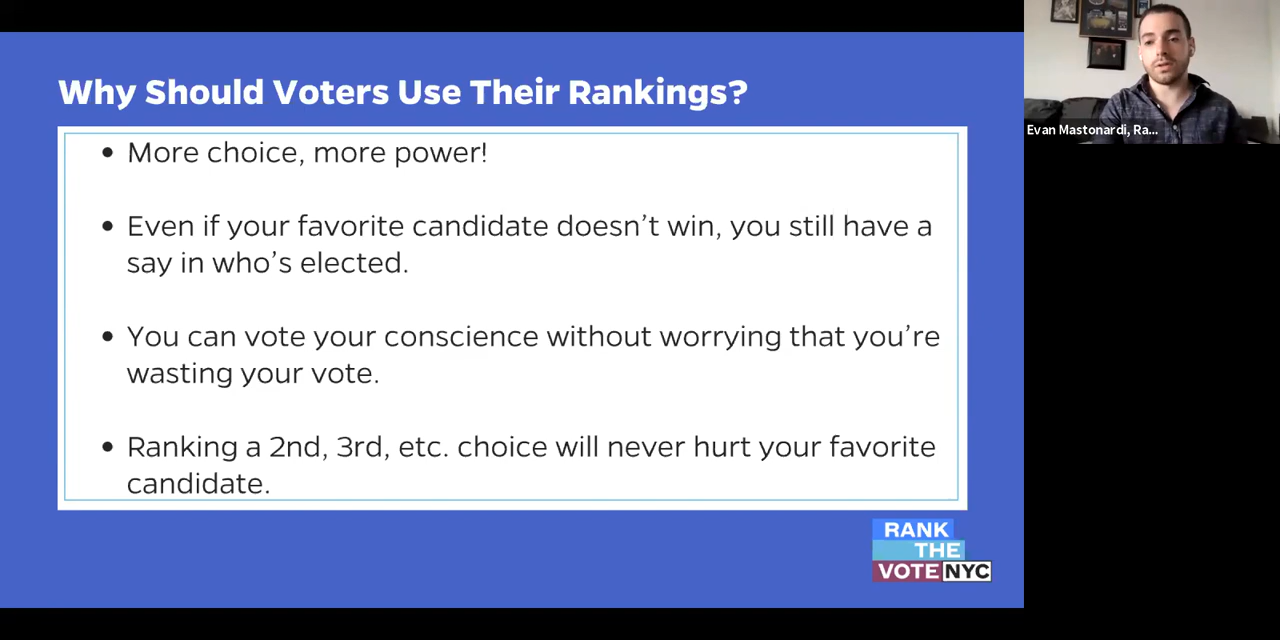 Why Should Voters Use Their Rankings?
• More choice, more power!
• Even if your favorite candidate doesn’t win, you still have a
say in who’s elected.
• You can vote your conscience without worrying that you’re
wasting your vote.
• Ranking a 2nd, 3rd, etc. choice will never hurt your favorite
candidate.
RANK
THE
VOTE NYC
Evan Mastonardi, Ra...